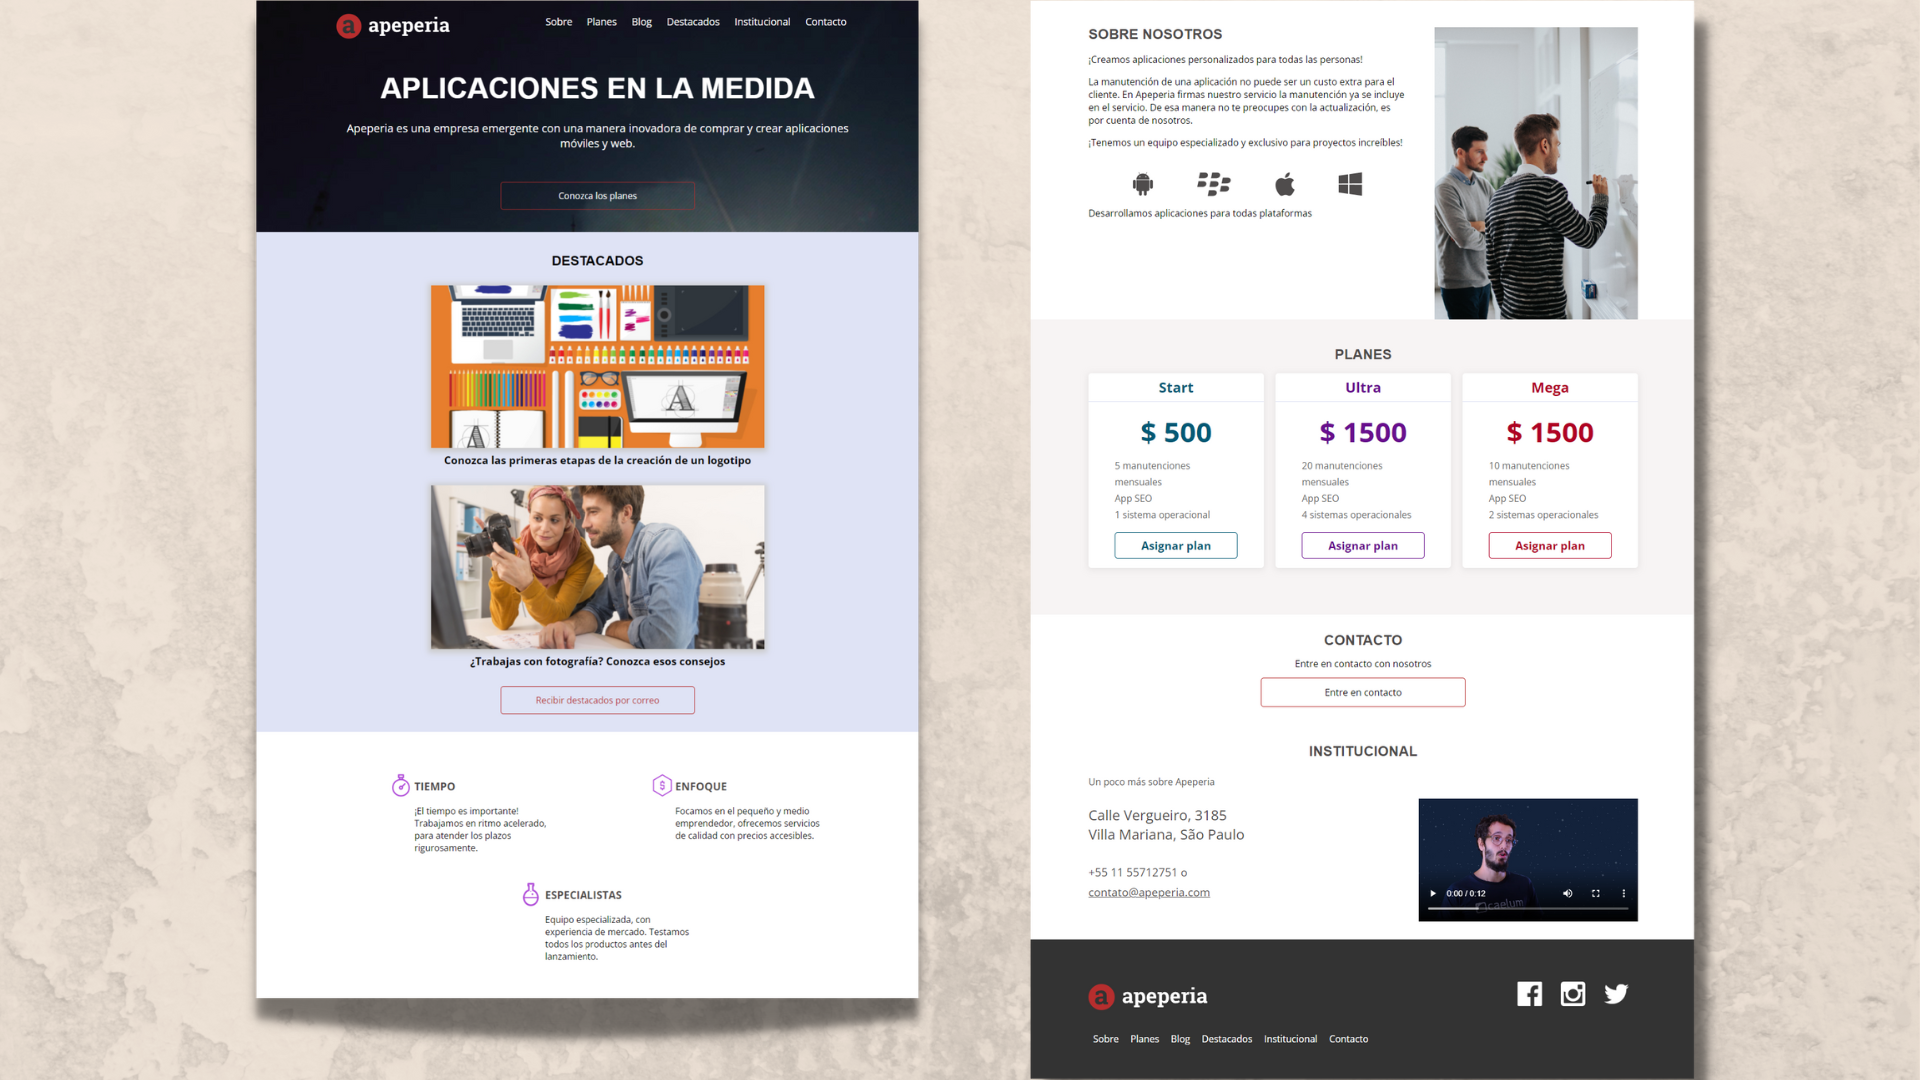 apeperia
Sobre Planes Blog Destacados Institucional Contacto
APLICACIONES EN LA MEDIDA
Apeperia es una empresa emergente con una manera inovadora de comprar y crear aplicaciones
móviles y web.
Conozca los planes
DESTACADOS
Conozca las primeras etapas de la creación de un logotipo
¿Trabajas con fotografía? Conozca esos consejos
Recibir destacados por correo
TIEMPO
¡El tiempo es importante!
Trabajamos en ritmo acelerado,
para atender los plazos
rigurosamente.
ENFOQUE
Focamos en el pequeño y medio
emprendedor, ofrecemos servicios
de calidad con precios accesibles.
ESPECIALISTAS
Equipo especializada, con
experiencia de mercado. Testamos
todos los productos antes del
lanzamiento.
SOBRE NOSOTROS
¡Creamos aplicaciones personalizados para todas las personas!
La manutención de una aplicación no puede ser un custo extra para el
cliente. En Apeperia firmas nuestro servicio la manutención ya se incluye
en el servicio. De esa manera no te preocupes con la actualización, es
por cuenta de nosotros.
¡Tenemos un equipo especializado y exclusivo para proyectos increíbles!
Desarrollamos aplicaciones para todas plataformas
PLANES
Start
$ 500
5 manutenciones
mensuales
App SEO
1 sistema operacional
Asignar plan
Ultra
$ 1500
20 manutenciones
mensuales
App SEO
4 sistemas operacionales
Asignar plan
Mega
$ 1500
10 manutenciones
mensuales
App SEO
2 sistemas operacionales
Asignar plan
CONTACTO
Entre en contacto con nosotros
Entre en contacto
INSTITUCIONAL
Un poco más sobre Apeperia
Calle Vergueiro, 3185
Villa Mariana, São Paulo
+55 11 55712751 o
contato@apeperia.com
0:00 / 0:12
caelum
apeperia
Sobre Planes Blog Destacados Institucional Contacto